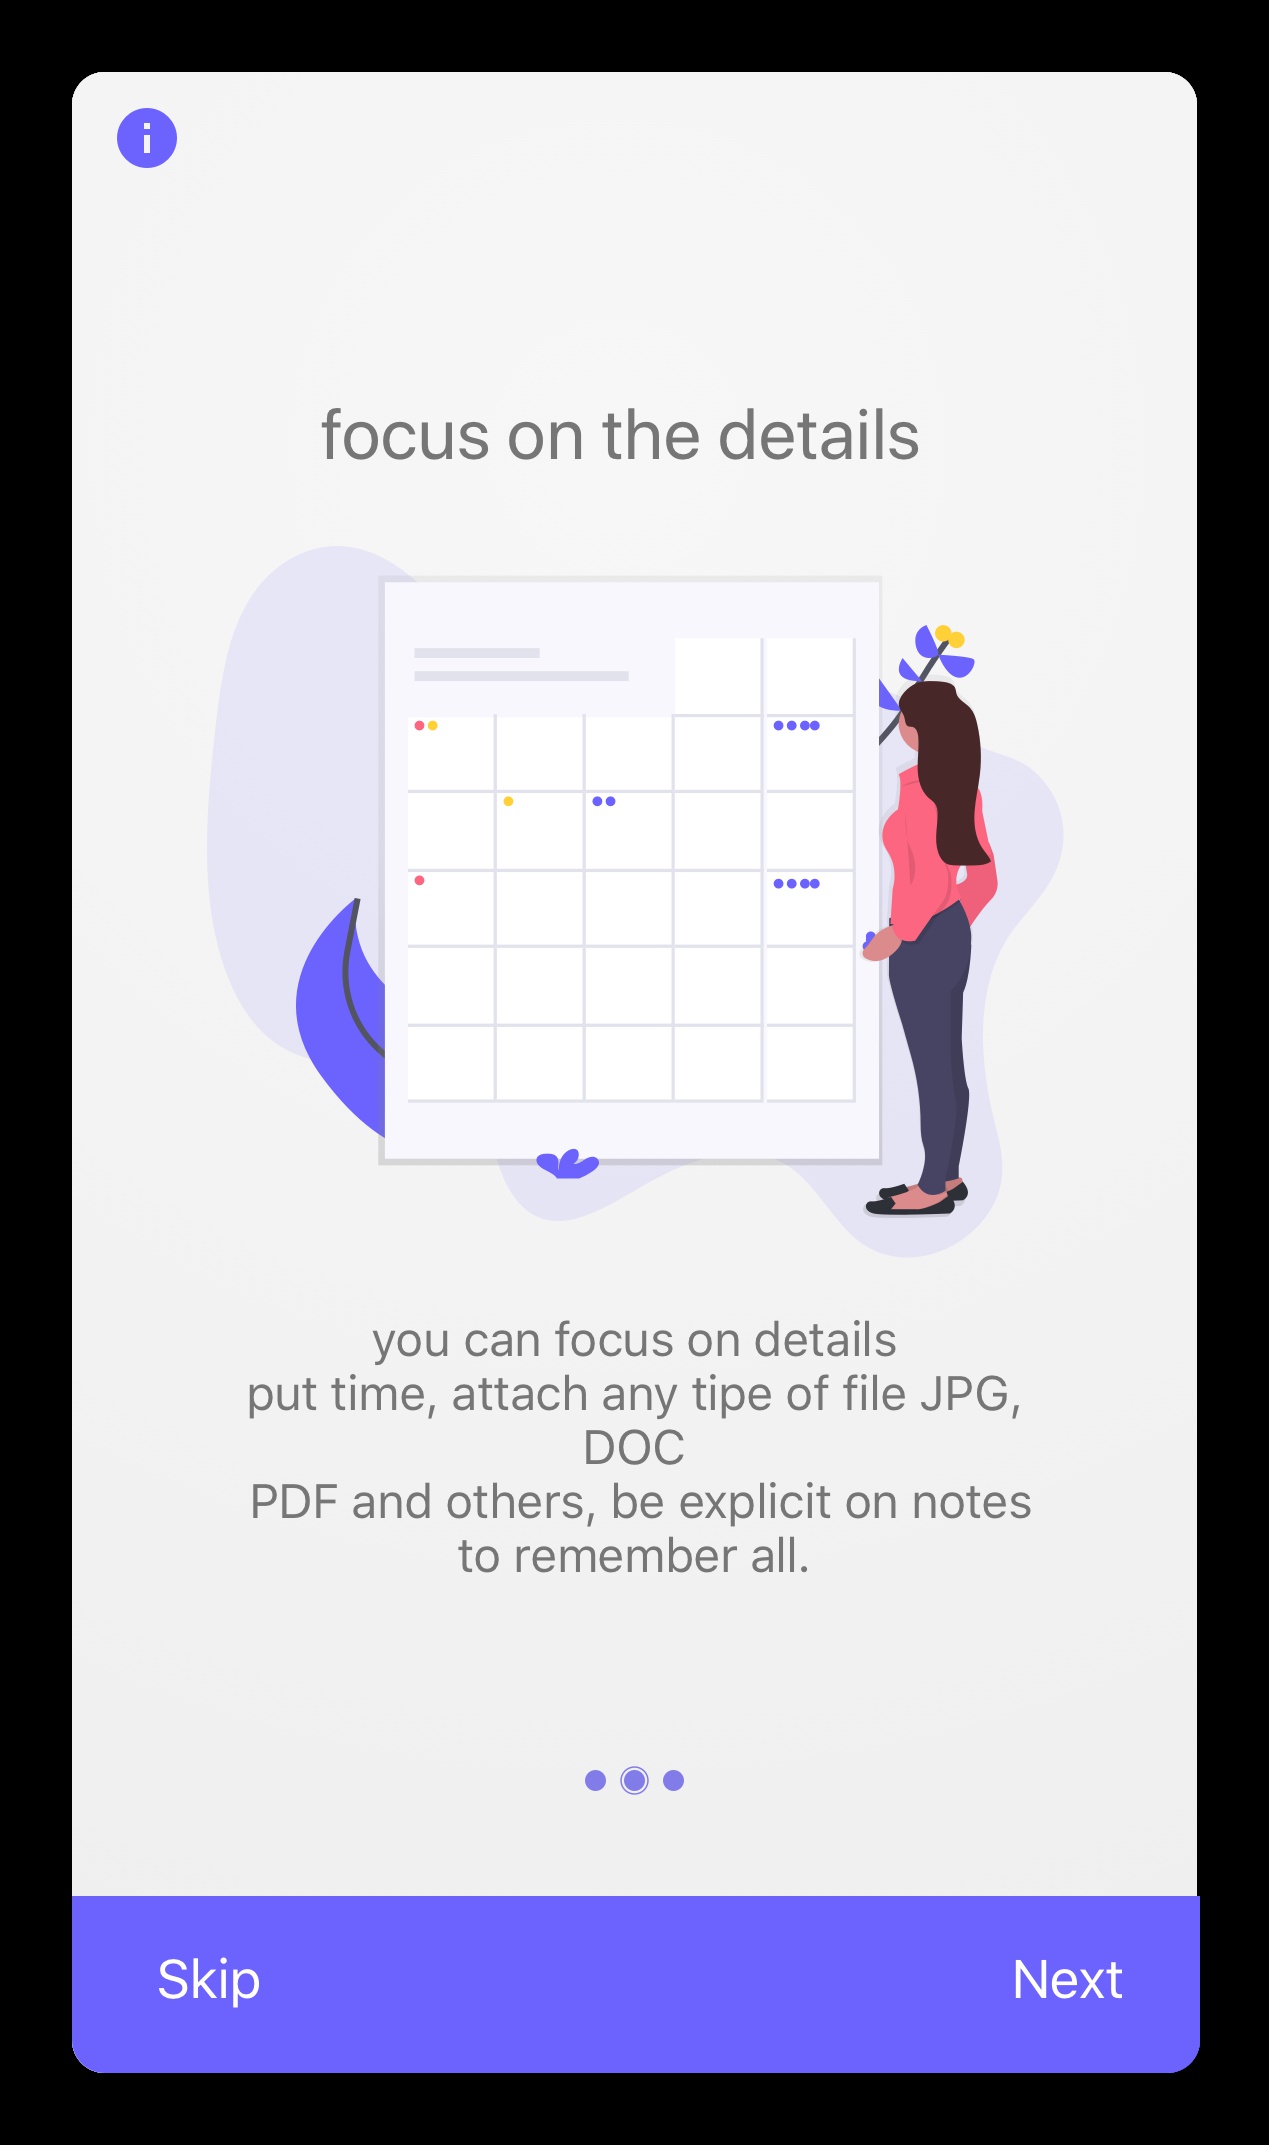 i
focus on the details
you can focus on details
put time, attach any tipe of file JPG,
DOC
PDF and others, be explicit on notes
to remember all.
Skip
Next